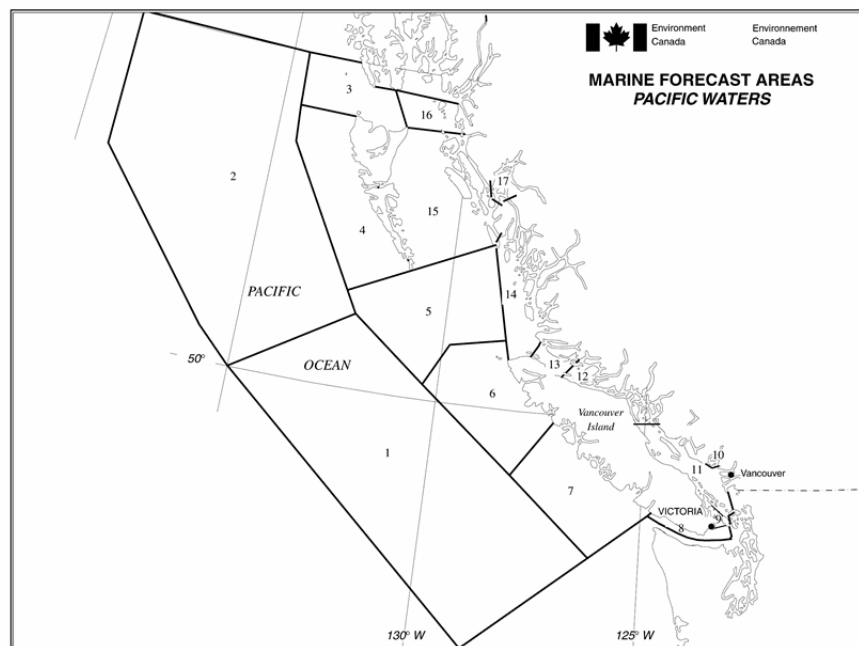 Environment
Canada
Environnement
Canada
MARINE FORECAST AREAS
PACIFIC WATERS
3
16
2
17
15
4
PACIFIC
14
5
50°
OCEAN
13
12
6
Vancouver
Island
1
10
11
Vancouver
7
VICTORIA
9
8
130° W
125° W